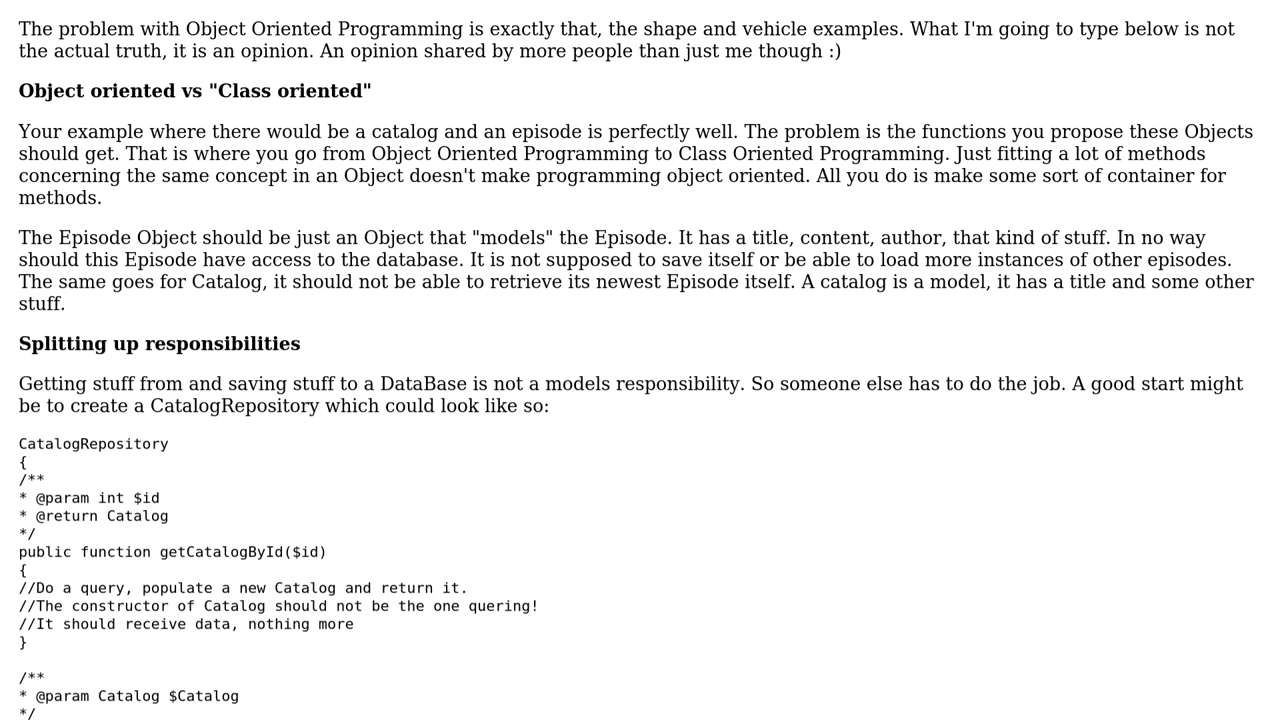 The problem with Object Oriented Programming is exactly that, the shape and vehicle examples. What I'm going to type below is not
the actual truth, it is an opinion. An opinion shared by more people than just me though :)
Object oriented vs "Class oriented"
Your example where there would be a catalog and an episode is perfectly well. The problem is the functions you propose these Objects
should get. That is where you go from Object Oriented Programming to Class Oriented Programming. Just fitting a lot of methods
concerning the same concept in an Object doesn't make programming object oriented. All you do is make some sort of container for
methods.
The Episode Object should be just an Object that "models" the Episode. It has a title, content, author, that kind of stuff. In no way
should this Episode have access to the database. It is not supposed to save itself or be able to load more instances of other episodes.
The same goes for Catalog, it should not be able to retrieve its newest Episode itself. A catalog is a model, it has a title and some other
stuff.
Splitting up responsibilities
Getting stuff from and saving stuff to a DataBase is not a models responsibility. So someone else has to do the job. A good start might
be to create a CatalogRepository which could look like so:
CatalogRepository
{
/**
* @param int $id
* @return Catalog
*/
public function getCatalogById($id)
{
//Do a query, populate a new Catalog and return it.
//The constructor of Catalog should not be the one quering!
//It should receive data, nothing more
}
/**
* @param Catalog $Catalog
*/